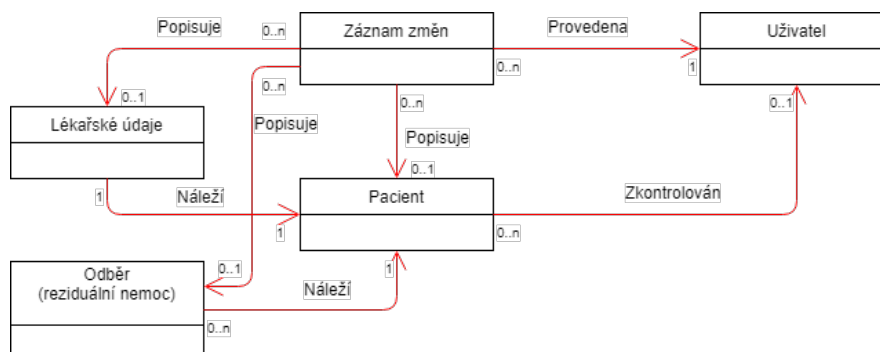 Popisuje
0..n
Záznam změn
Provedena
Uživatel
0..n
0..n
0..n
1
0..1
0..1
Lékařské údaje
Popisuje
Popisuje
0..1
1
Náleží
Pacient
Zkontrolován
1
0..n
Odběr
(reziduální nemoc)
0..1
1
Náleží
0..n